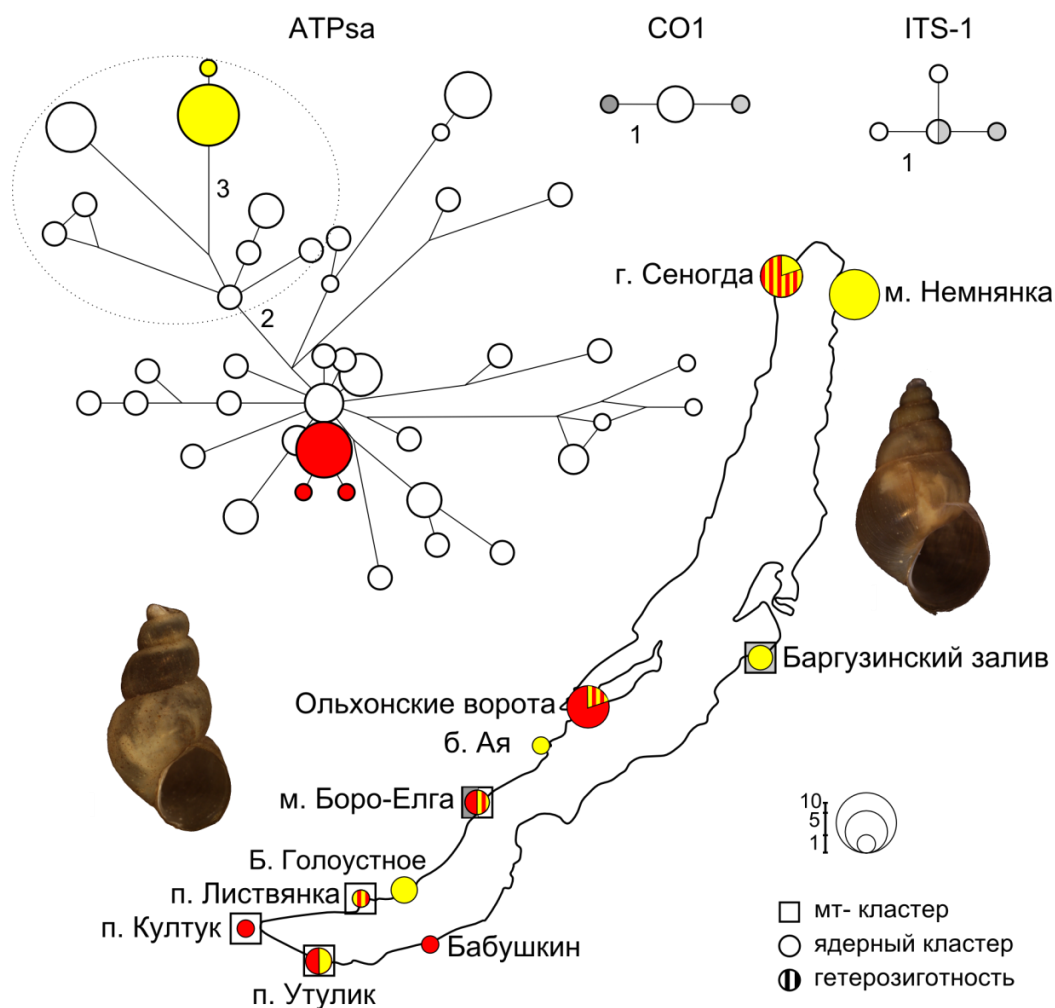 ATPsa
CO1
ITS-1
3
1
1
2
г. Сеногда
м. Немнянка
Баргузинский залив
Ольхонские ворота
б. Ая
м. Боро-Елга
10
5
1
Б. Голоустное
п. Листвянка
п. Култук
Бабушкин
п. Утулик
мт- кластер
ядерный кластер
гетерозиготность